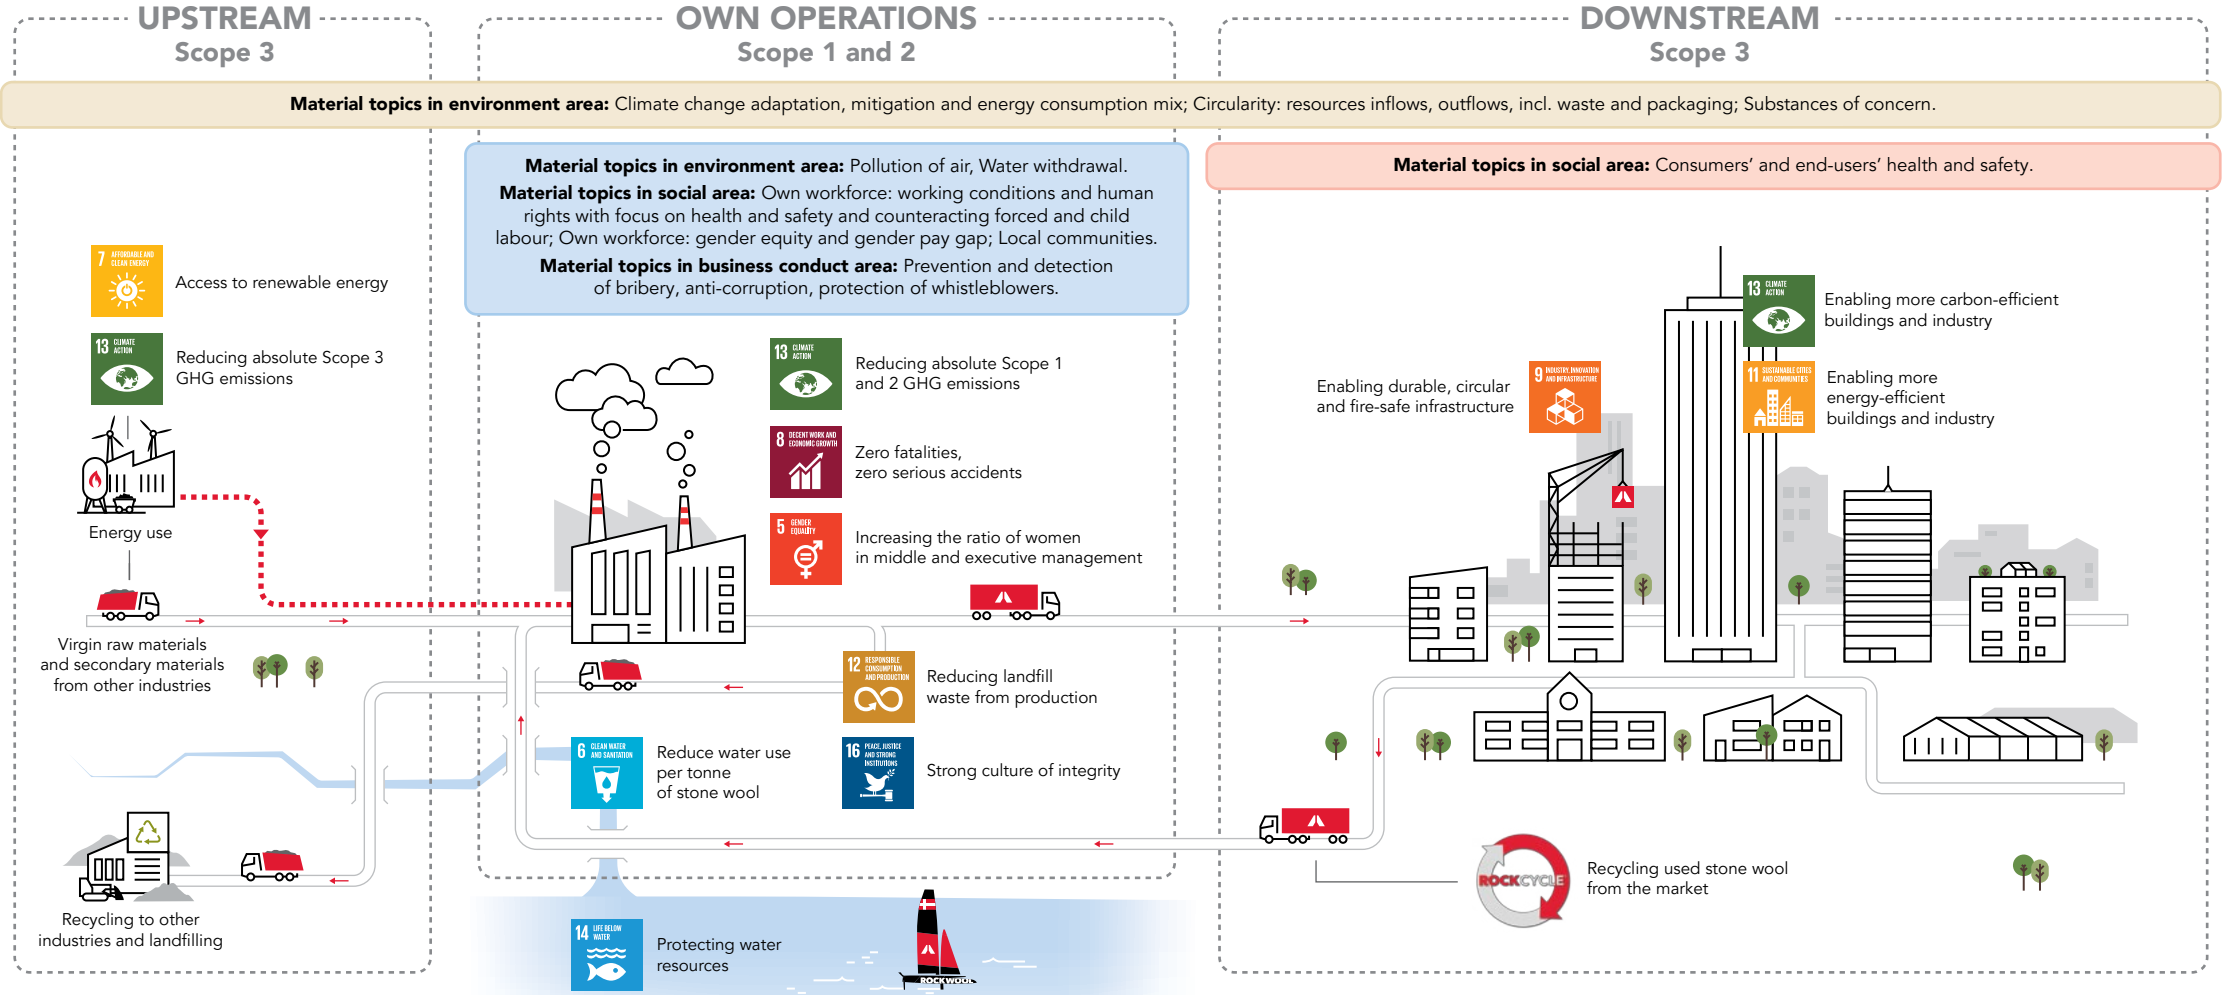 UPSTREAM
Scope 3
OWN OPERATIONS
Scope 1 and 2
DOWNSTREAM
Scope 3
Material topics in environment area: Climate change adaptation, mitigation and energy consumption mix; Circularity: resources inflows, outflows, incl. waste and packaging; Substances of concern.
Material topics in environment area: Pollution of air, Water withdrawal.
Material topics in social area: Own workforce: working conditions and human
rights with focus on health and safety and counteracting forced and child
labour; Own workforce: gender equity and gender pay gap; Local communities.
Material topics in business conduct area: Prevention and detection
of bribery, anti-corruption, protection of whistleblowers.
Material topics in social area: Consumers’ and end-users’ health and safety.
7 AFFORDABLE AND
CLEAN ENERGY
Access to renewable energy
13 CLIMATE
ACTION
Reducing absolute Scope 3
GHG emissions
Energy use
Virgin raw materials
and secondary materials
from other industries
Recycling to other
industries and landfilling
13 CLIMATE
ACTION
Reducing absolute Scope 1
and 2 GHG emissions
8 DECENT WORK AND
ECONOMIC GROWTH
Zero fatalities,
zero serious accidents
5 GENDER
EQUALITY
Increasing the ratio of women
in middle and executive management
12 RESPONSIBLE
CONSUMPTION
AND PRODUCTION
Reducing landfill
waste from production
6 CLEAN WATER
AND SANITATION
Reduce water use
per tonne
of stone wool
16 PEACE, JUSTICE
AND STRONG
INSTITUTIONS
Strong culture of integrity
14 LIFE BELOW
WATER
Protecting water
resources
ROCKWOOL
13 CLIMATE
ACTION
Enabling more carbon-efficient
buildings and industry
Enabling durable, circular
and fire-safe infrastructure
9 INDUSTRY, INNOVATION
AND INFRASTRUCTURE
11 SUSTAINABLE CITIES
AND COMMUNITIES
Enabling more
energy-efficient
buildings and industry
ROCKCYCLE
Recycling used stone wool
from the market